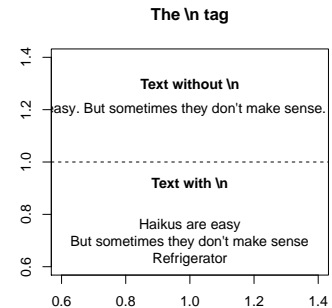 The \n tag
Text without \n
easy. But sometimes they don't make sense.
Text with \n
Haikus are easy
But sometimes they don't make sense
Refrigerator
1.4
1.2
1.0
0.8
0.6
0.6 0.8 1.0 1.2 1.4